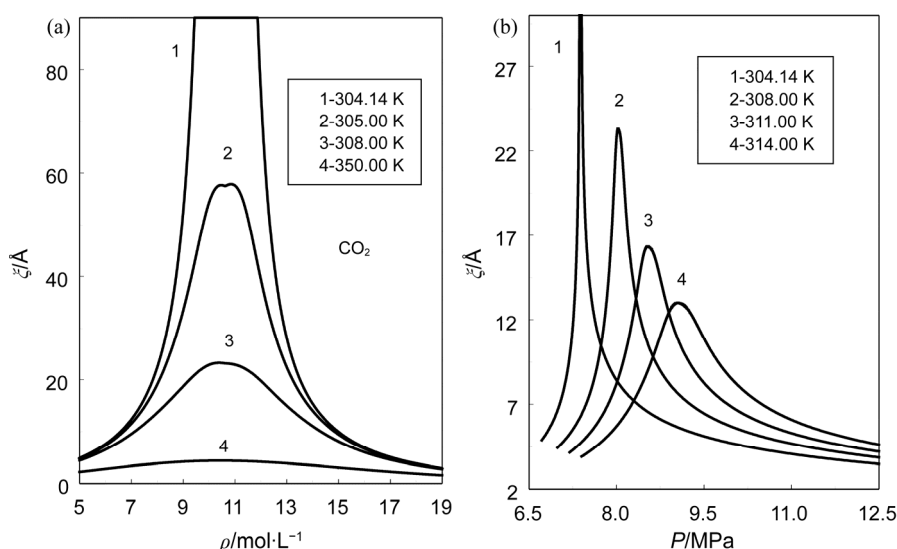 (a)
80
60
40
20
0
ξ/Å
1
2
3
4
1-304.14 K
2-305.00 K
3-308.00 K
4-350.00 K
CO₂
5 7 9 11 13 15 17 19
ρ/mol·L⁻¹
(b)
27
22
17
12
7
2
ξ/Å
1
2
3
4
1-304.14 K
2-308.00 K
3-311.00 K
4-314.00 K
6.5 8.0 9.5 11.0 12.5
P/MPa